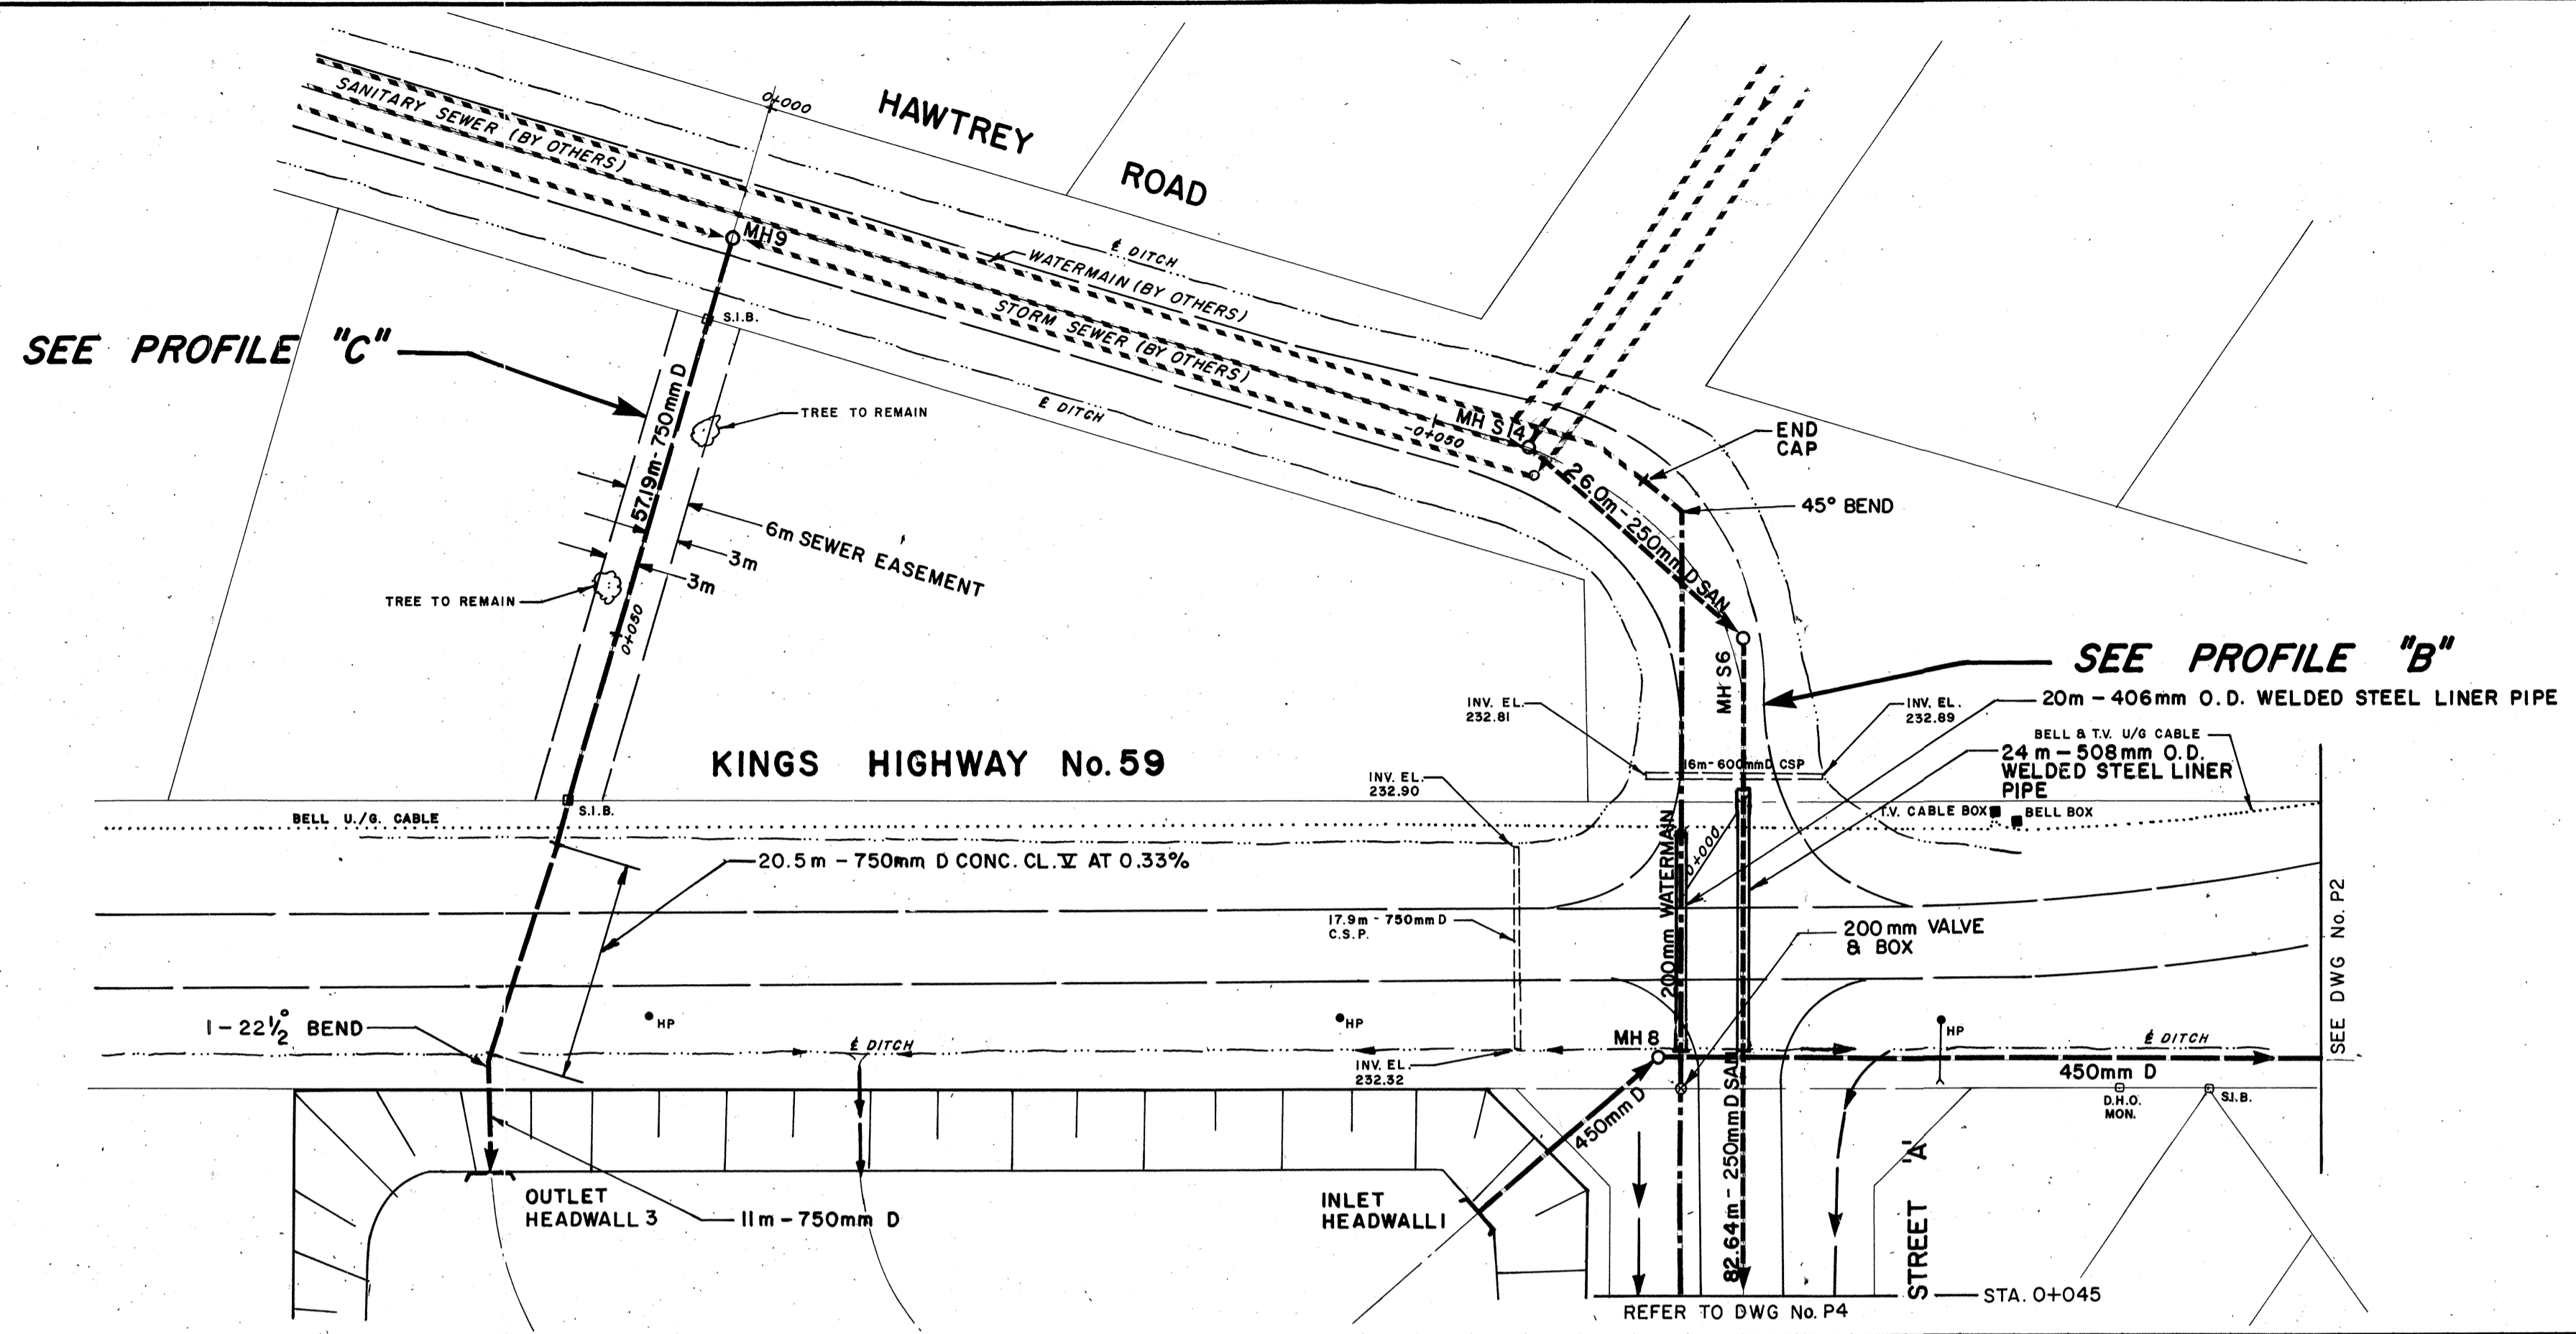 0+000
HAWTREY
ROAD
SANITARY
SEWER (BY OTHERS)
MH9
℄ DITCH
WATERMAIN (BY OTHERS)
STORM SEWER (BY OTHERS)
℄ DITCH
S.I.B.
SEE PROFILE "C"
57.19m-750mm D
TREE TO REMAIN
MH S14
-0+050
END
CAP
45° BEND
26.0m-250mm D SAN
6m SEWER EASEMENT
3m
3m
TREE TO REMAIN
0+050
MH S6
SEE PROFILE "B"
20m-406mm O.D. WELDED STEEL LINER PIPE
INV. EL.
232.81
INV. EL.
232.89
BELL & T.V. U/G CABLE
24m-508mm O.D.
WELDED STEEL LINER
PIPE
KINGS HIGHWAY No. 59
16m-600mmD CSP
INV. EL.
232.90
T.V. CABLE BOX
BELL BOX
S.I.B.
BELL U./G. CABLE
20.5m-750mm D CONC. CL. V AT 0.33%
200mm WATERMAIN
0+000
17.9m-750mm D
C.S.P.
200mm VALVE
& BOX
SEE DWG No. P2
1-22½° BEND
HP
HP
HP
℄ DITCH
MH 8
℄ DITCH
INV. EL.
232.32
450mm D
450mm D
D.H.O.
MON.
S.I.B.
82.64m-250mmD SAN
OUTLET
HEADWALL 3
11m-750mm D
INLET
HEADWALL 1
STREET 'A'
STA. 0+045
REFER TO DWG No. P4